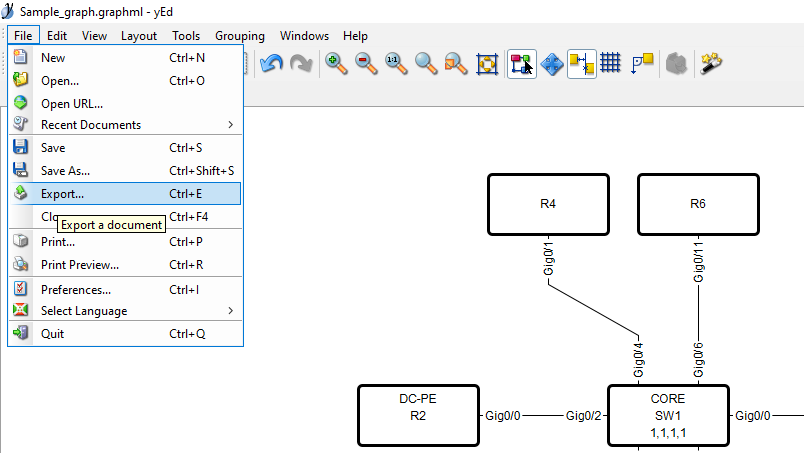 Sample_graph.graphml - yEd
File Edit View Layout Tools Grouping Windows Help
New Ctrl+N
Open... Ctrl+O
Open URL...
Recent Documents
Save Ctrl+S
Save As... Ctrl+Shift+S
Export... Ctrl+E
Clo Ctrl+F4
Export a document
Print... Ctrl+P
Print Preview... Ctrl+R
Preferences... Ctrl+I
Select Language
Quit Ctrl+Q
1:1
R4
R6
Gig0/1
Gig0/11
Gig0/4
Gig0/6
DC-PE
R2
Gig0/0
Gig0/2
CORE
SW1
1,1,1,1
Gig0/0